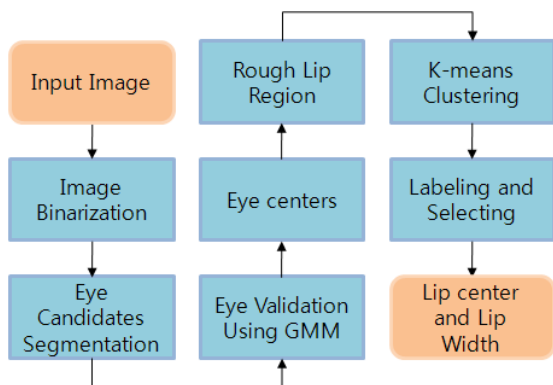 Input Image
Image
Binarization
Eye
Candidates
Segmentation
Eye Validation
Using GMM
Eye centers
Rough Lip
Region
K-means
Clustering
Labeling and
Selecting
Lip center
and Lip
Width